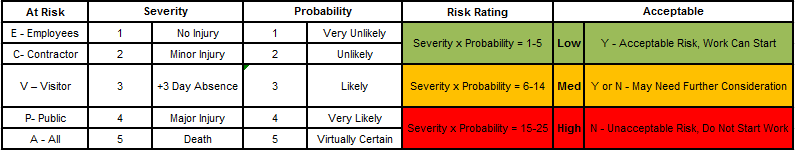 At Risk Severity Probability Risk Rating Acceptable
E - Employees 1 No Injury 1 Very Unlikely
Severity x Probability = 1-5 Low Y - Acceptable Risk, Work Can Start
C- Contractor 2 Minor Injury 2 Unlikely
V – Visitor 3 +3 Day Absence 3 Likely Severity x Probability = 6-14 Med Y or N - May Need Further Consideration
P- Public 4 Major Injury 4 Very Likely
Severity x Probability = 15-25 High N - Unacceptable Risk, Do Not Start Work
A - All 5 Death 5 Virtually Certain